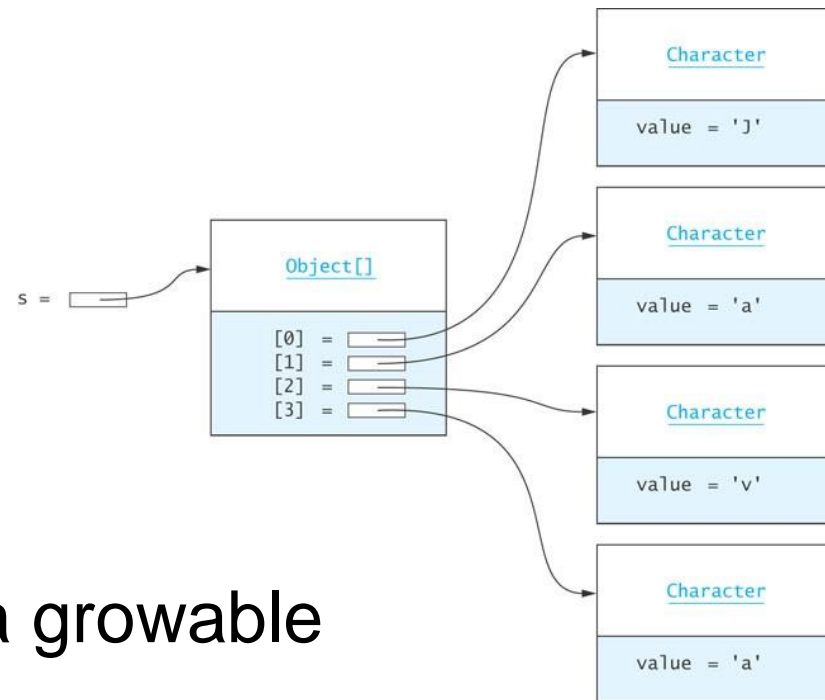 Character
value = 'J'
Character
value = 'a'
s =
Object[]
[0] =
[1] =
[2] =
[3] =
Character
value = 'v'
Character
value = 'a'
a growable